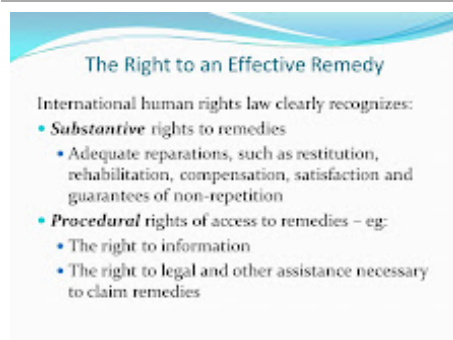 The Right to an Effective Remedy
International human rights law clearly recognizes:
• Substantive rights to remedies
• Adequate reparations, such as restitution,
rehabilitation, compensation, satisfaction and
guarantees of non-repetition
• Procedural rights of access to remedies – eg:
• The right to information
• The right to legal and other assistance necessary
to claim remedies